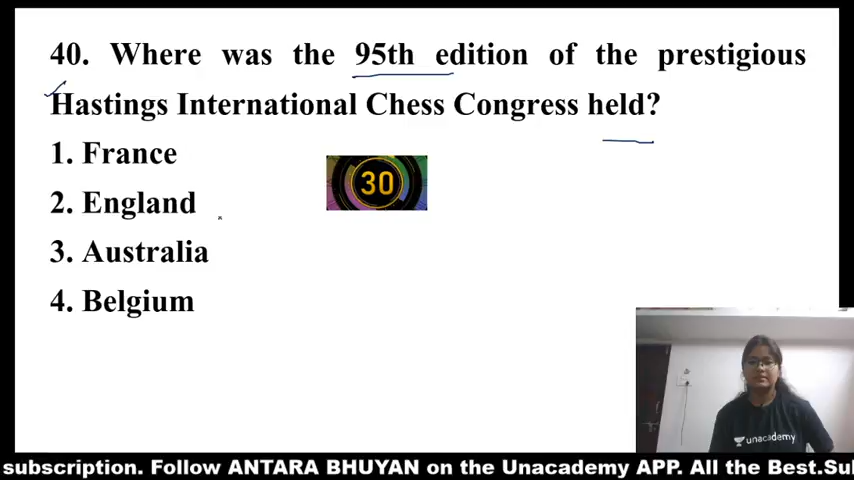 40. Where was the 95th edition of the prestigious
Hastings International Chess Congress held?
1. France
2. England
3. Australia
4. Belgium
30
unacademy
subscription. Follow ANTARA BHUYAN on the Unacademy APP. All the Best.Su